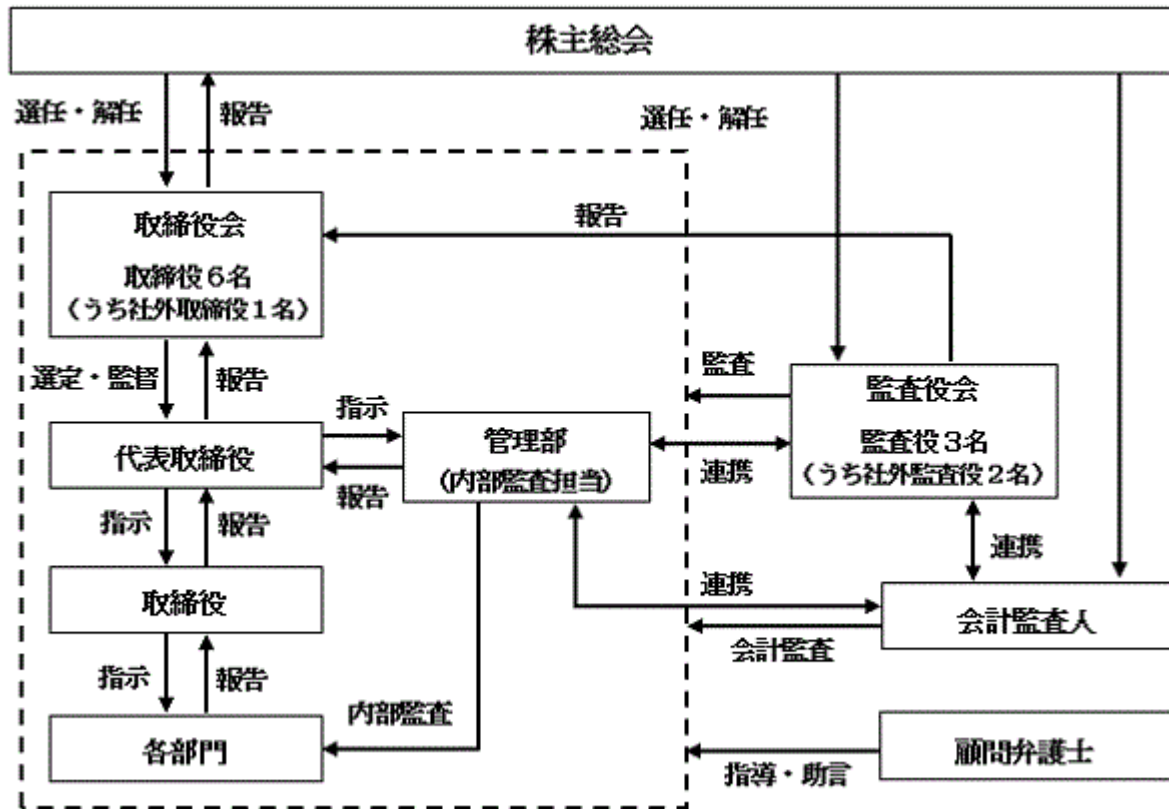 株主総会
選任・解任
報告
選任・解任
取締役会
取締役６名
（うち社外取締役１名）
報告
選定・監督
報告
監査
監査役会
監査役３名
（うち社外監査役２名）
代表取締役
指示
報告
管理部
（内部監査担当）
連携
指示
報告
連携
取締役
連携
会計監査人
会計監査
指示
報告
内部監査
各部門
顧問弁護士
指導・助言